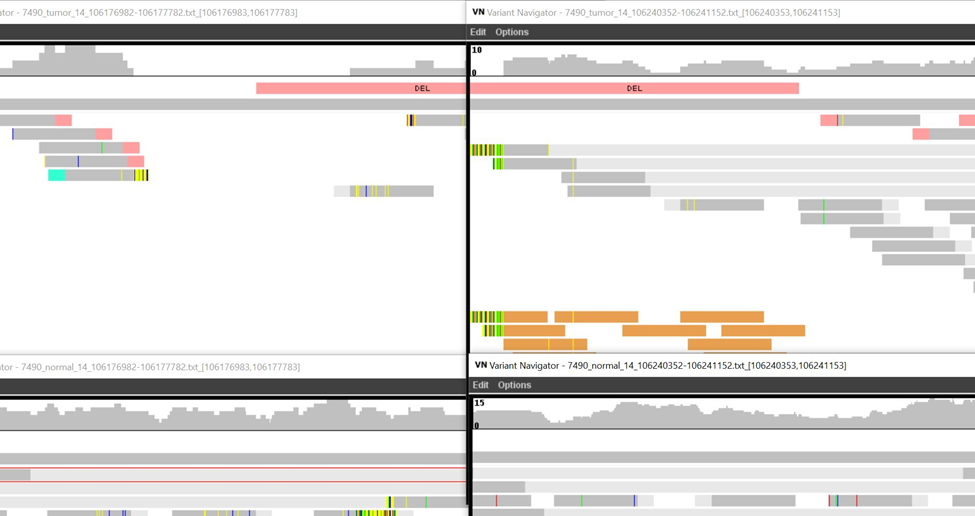 ator - 7490_tumor_14_106176982-106177782.txt_[106176983,106177783]
VN Variant Navigator - 7490_tumor_14_106240352-106241152.txt_[106240353,106241153]
Edit Options
10
0
DEL
DEL
ator - 7490_normal_14_106176982-106177782.txt_[106176983,106177783]
VN Variant Navigator - 7490_normal_14_106240352-106241152.txt_[106240353,106241153]
Edit Options
15
0